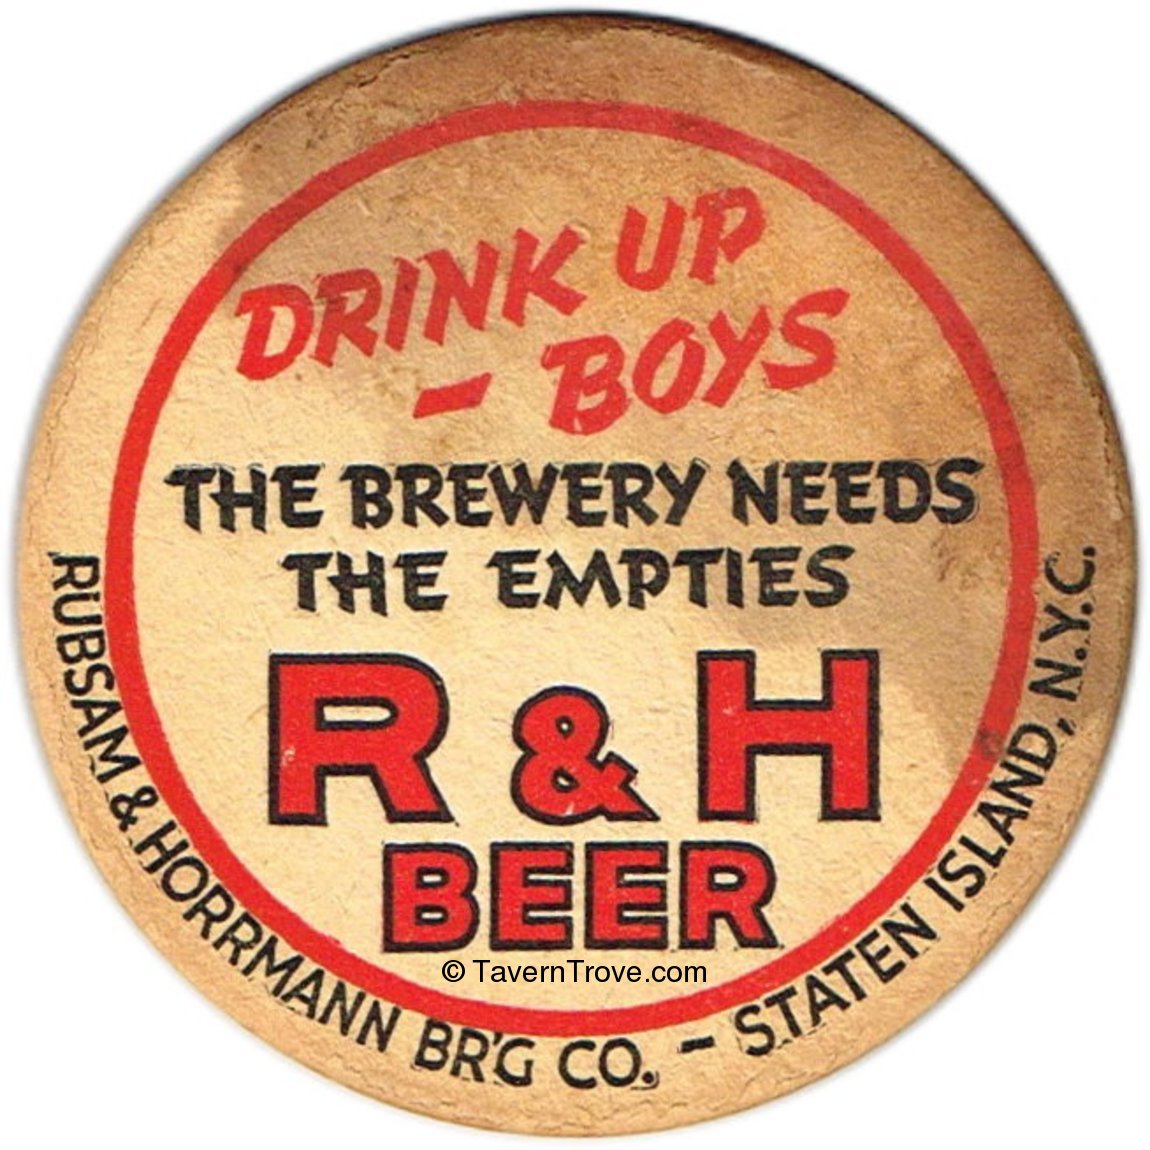 DRINK UP
- BOYS
THE BREWERY NEEDS
THE EMPTIES
R & H
BEER
© TavernTrove.com
RUBSAM & HORRMANN BR'G CO. - STATEN ISLAND, N.Y.C.